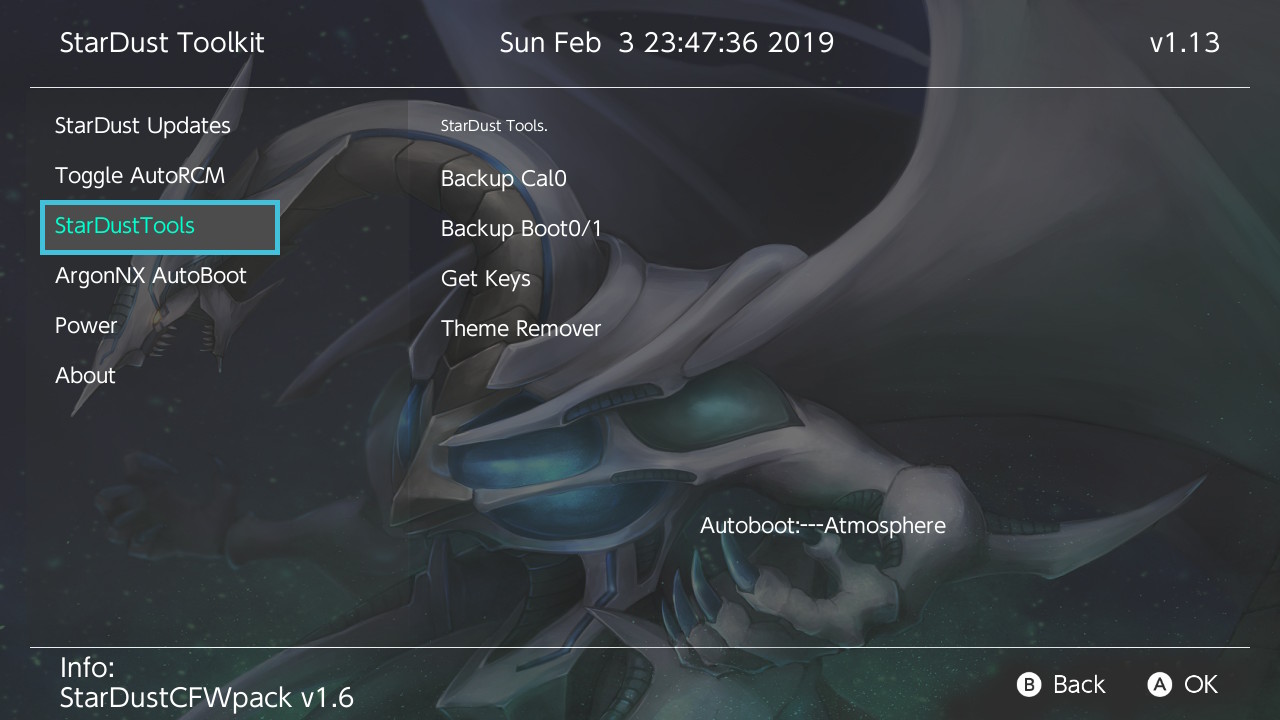 StarDust Toolkit
Sun Feb  3 23:47:36 2019
v1.13
StarDust Updates
Toggle AutoRCM
StarDustTools
ArgonNX AutoBoot
Power
About
StarDust Tools.
Backup Cal0
Backup Boot0/1
Get Keys
Theme Remover
Autoboot:---Atmosphere
Info:
StarDustCFWpack v1.6
B Back
A OK